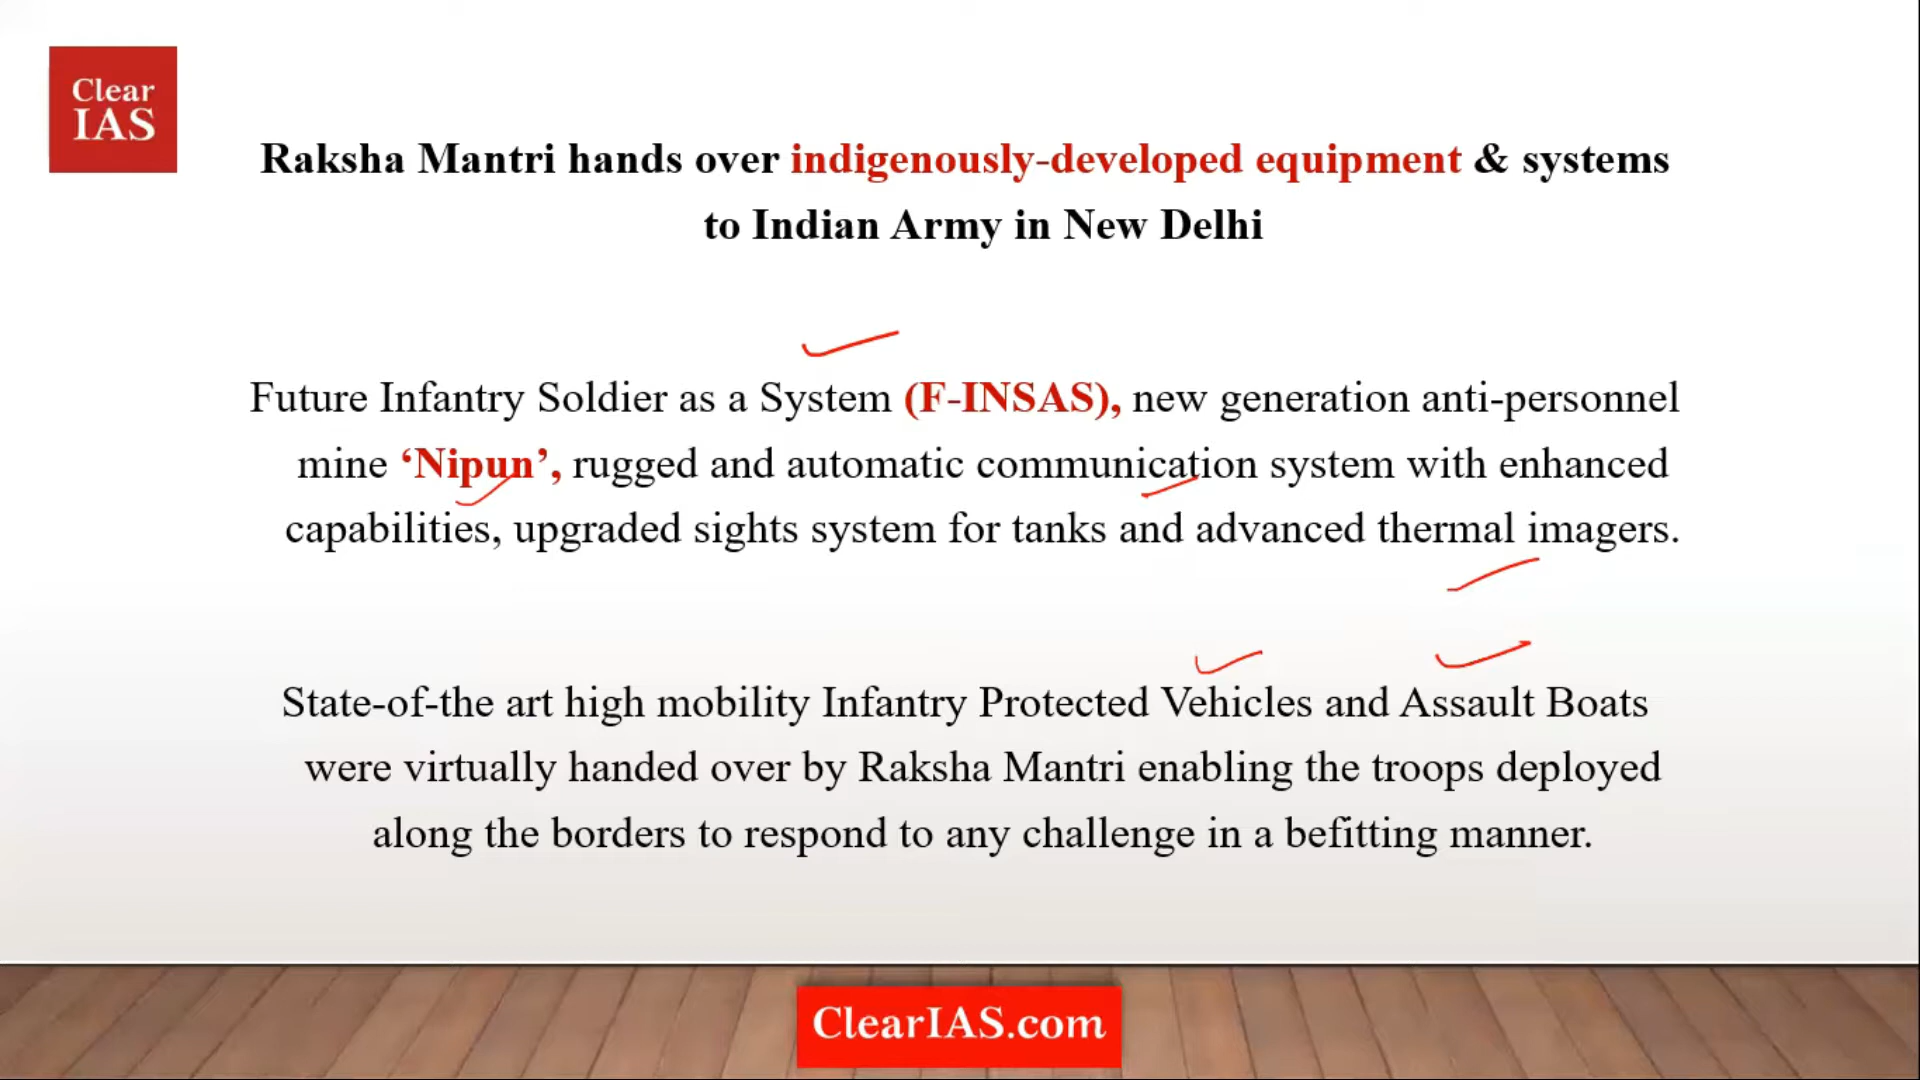 Clear
IAS
Raksha Mantri hands over indigenously-developed equipment & systems
to Indian Army in New Delhi
Future Infantry Soldier as a System (F-INSAS), new generation anti-personnel
mine ‘Nipun’, rugged and automatic communication system with enhanced
capabilities, upgraded sights system for tanks and advanced thermal imagers.
State-of-the art high mobility Infantry Protected Vehicles and Assault Boats
were virtually handed over by Raksha Mantri enabling the troops deployed
along the borders to respond to any challenge in a befitting manner.
ClearIAS.com